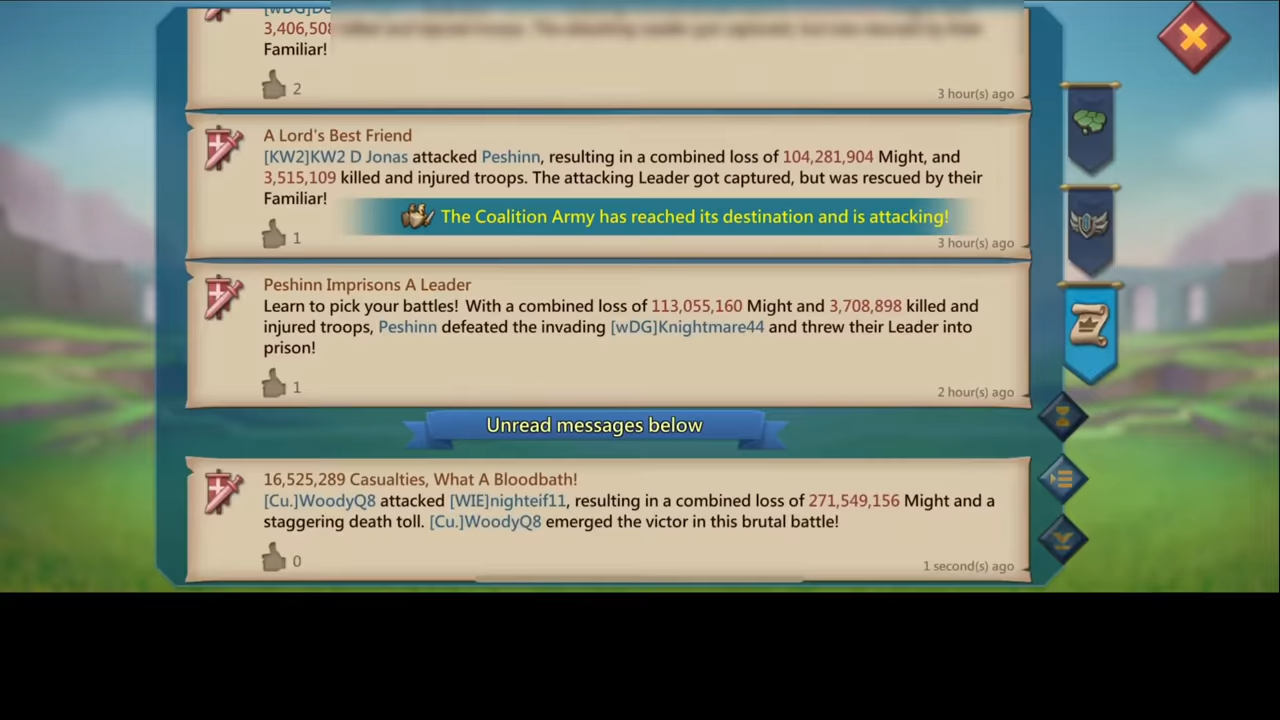 3,406,508
Familiar!
2
3 hour(s) ago
A Lord's Best Friend
[KW2]KW2 D Jonas attacked Peshinn, resulting in a combined loss of 104,281,904 Might, and
3,515,109 killed and injured troops. The attacking Leader got captured, but was rescued by their
Familiar!
The Coalition Army has reached its destination and is attacking!
1
3 hour(s) ago
Peshinn Imprisons A Leader
Learn to pick your battles! With a combined loss of 113,055,160 Might and 3,708,898 killed and
injured troops, Peshinn defeated the invading [wDG]Knightmare44 and threw their Leader into
prison!
1
2 hour(s) ago
Unread messages below
16,525,289 Casualties, What A Bloodbath!
[Cu.]WoodyQ8 attacked [WIE]nighteif11, resulting in a combined loss of 271,549,156 Might and a
staggering death toll. [Cu.]WoodyQ8 emerged the victor in this brutal battle!
0
1 second(s) ago